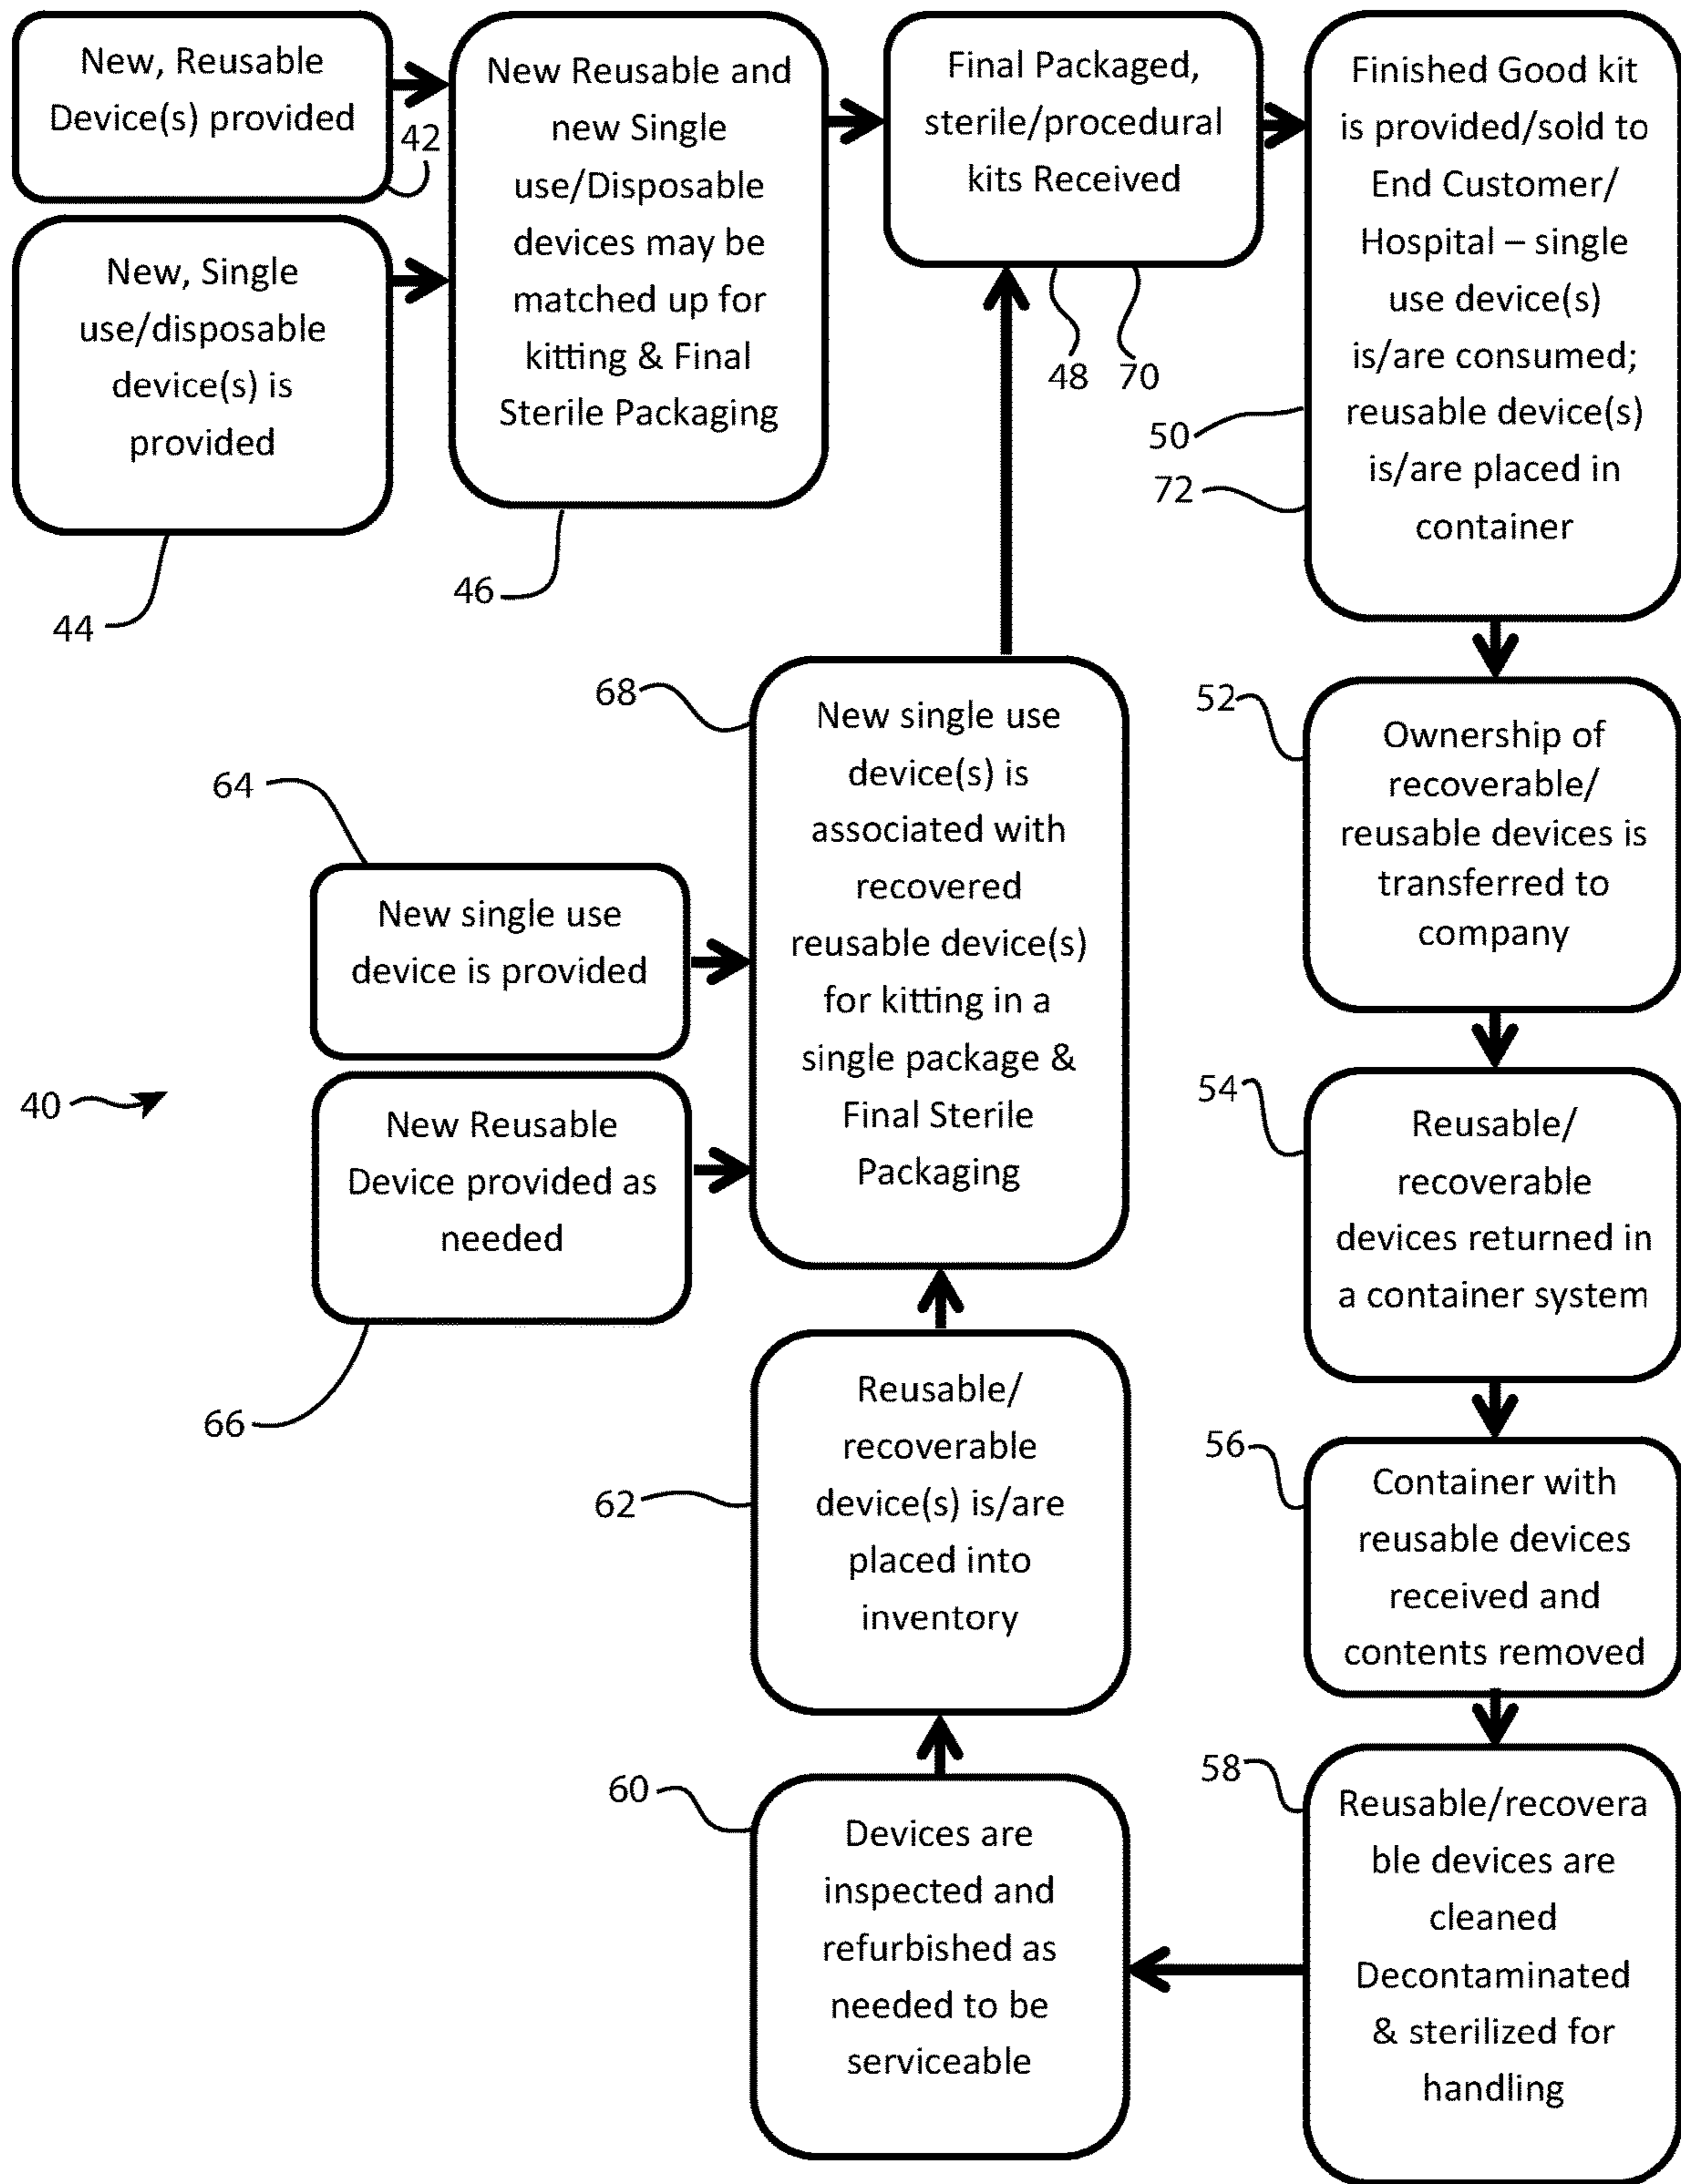 New, Reusable
Device(s) provided
42
New, Single
use/disposable
device(s) is
provided
44
New Reusable and
new Single
use/Disposable
devices may be
matched up for
kitting & Final
Sterile Packaging
46
Final Packaged,
sterile/procedural
kits Received
48
70
Finished Good kit
is provided/sold to
End Customer/
Hospital – single
use device(s)
is/are consumed;
reusable device(s)
is/are placed in
container
50
72
52
Ownership of
recoverable/
reusable devices is
transferred to
company
54
Reusable/
recoverable
devices returned in
a container system
56
Container with
reusable devices
received and
contents removed
58
Reusable/recovera
ble devices are
cleaned
Decontaminated
& sterilized for
handling
60
Devices are
inspected and
refurbished as
needed to be
serviceable
62
Reusable/
recoverable
device(s) is/are
placed into
inventory
64
New single use
device is provided
66
New Reusable
Device provided as
needed
68
New single use
device(s) is
associated with
recovered
reusable device(s)
for kitting in a
single package &
Final Sterile
Packaging
40